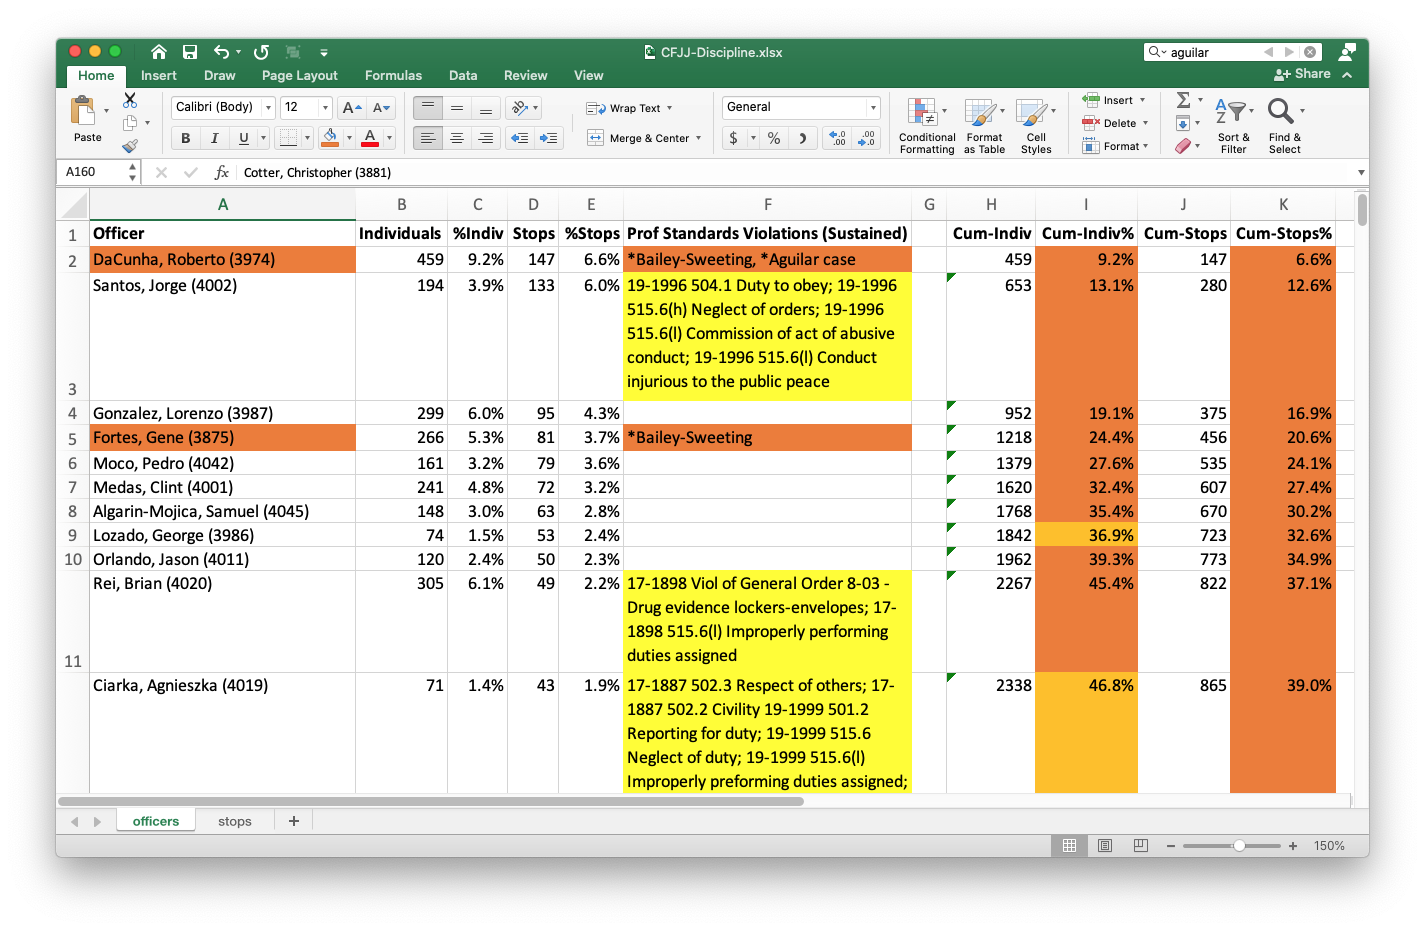 CFJJ-Discipline.xlsx
aguilar
Home Insert Draw Page Layout Formulas Data Review View
Share
Paste
Calibri (Body) 12 A A
B I U A
Wrap Text
Merge & Center
General
$ % )
.0 .00
.00 .0
Conditional Formatting
Format as Table
Cell Styles
Insert
Delete
Format
Sort & Filter
Find & Select
A160 fx Cotter, Christopher (3881)
A B C D E F G H I J K
1 Officer Individuals %Indiv Stops %Stops Prof Standards Violations (Sustained) Cum-Indiv Cum-Indiv% Cum-Stops Cum-Stops%
2 DaCunha, Roberto (3974) 459 9.2% 147 6.6% *Bailey-Sweeting, *Aguilar case 459 9.2% 147 6.6%
Santos, Jorge (4002) 194 3.9% 133 6.0% 19-1996 504.1 Duty to obey; 19-1996 653 13.1% 280 12.6%
515.6(h) Neglect of orders; 19-1996
515.6(l) Commission of act of abusive
conduct; 19-1996 515.6(l) Conduct
3 injurious to the public peace
4 Gonzalez, Lorenzo (3987) 299 6.0% 95 4.3% 952 19.1% 375 16.9%
5 Fortes, Gene (3875) 266 5.3% 81 3.7% *Bailey-Sweeting 1218 24.4% 456 20.6%
6 Moco, Pedro (4042) 161 3.2% 79 3.6% 1379 27.6% 535 24.1%
7 Medas, Clint (4001) 241 4.8% 72 3.2% 1620 32.4% 607 27.4%
8 Algarin-Mojica, Samuel (4045) 148 3.0% 63 2.8% 1768 35.4% 670 30.2%
9 Lozado, George (3986) 74 1.5% 53 2.4% 1842 36.9% 723 32.6%
10 Orlando, Jason (4011) 120 2.4% 50 2.3% 1962 39.3% 773 34.9%
Rei, Brian (4020) 305 6.1% 49 2.2% 17-1898 Viol of General Order 8-03 - 2267 45.4% 822 37.1%
Drug evidence lockers-envelopes; 17-
1898 515.6(l) Improperly performing
11 duties assigned
Ciarka, Agnieszka (4019) 71 1.4% 43 1.9% 17-1887 502.3 Respect of others; 17- 2338 46.8% 865 39.0%
1887 502.2 Civility 19-1999 501.2
Reporting for duty; 19-1999 515.6
Neglect of duty; 19-1999 515.6(l)
Improperly preforming duties assigned;
officers stops +
150%